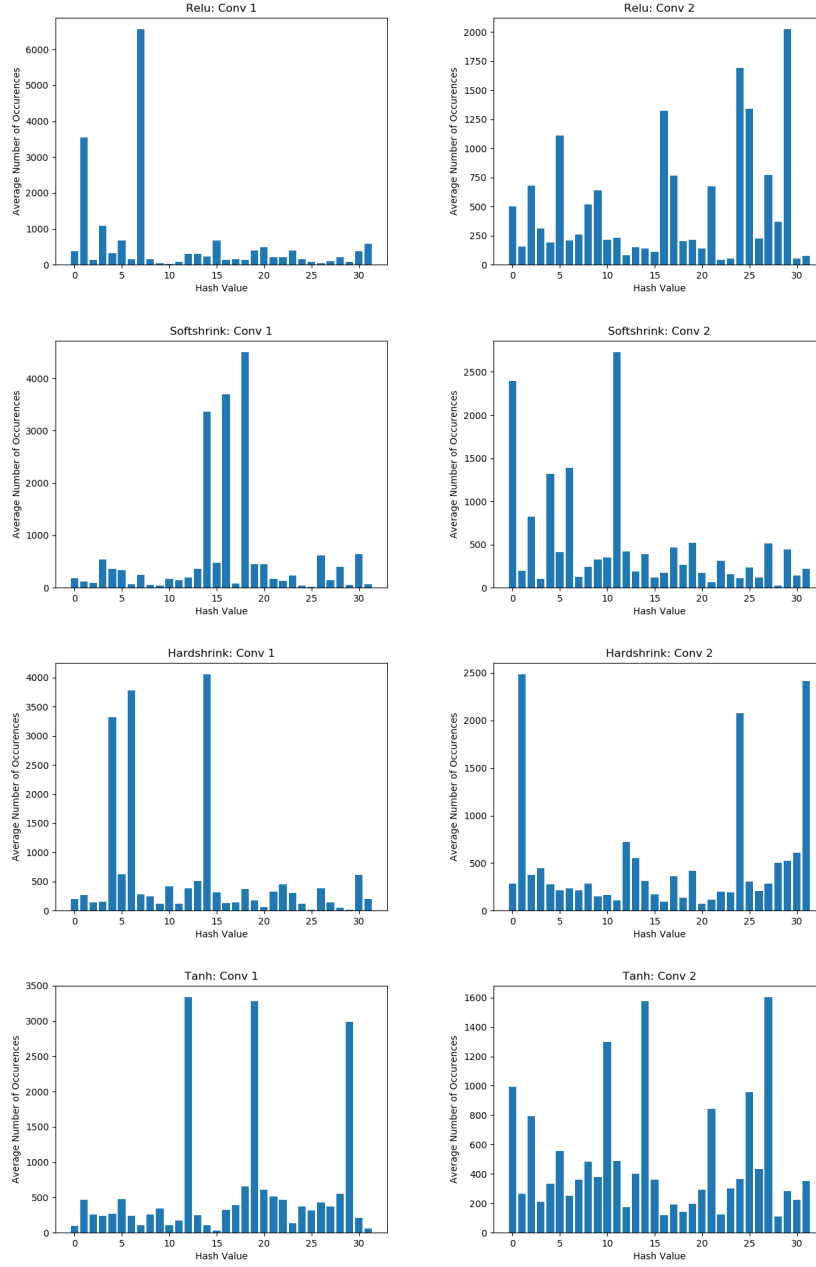 Relu: Conv 1
Average Number of Occurences
6000
5000
4000
3000
2000
1000
0
0 5 10 15 20 25 30
Hash Value
Relu: Conv 2
Average Number of Occurences
2000
1750
1500
1250
1000
750
500
250
0
0 5 10 15 20 25 30
Hash Value
Softshrink: Conv 1
Average Number of Occurences
4000
3000
2000
1000
0
0 5 10 15 20 25 30
Hash Value
Softshrink: Conv 2
Average Number of Occurences
2500
2000
1500
1000
500
0
0 5 10 15 20 25 30
Hash Value
Hardshrink: Conv 1
Average Number of Occurences
4000
3500
3000
2500
2000
1500
1000
500
0
0 5 10 15 20 25 30
Hash Value
Hardshrink: Conv 2
Average Number of Occurences
2500
2000
1500
1000
500
0
0 5 10 15 20 25 30
Hash Value
Tanh: Conv 1
Average Number of Occurences
3500
3000
2500
2000
1500
1000
500
0
0 5 10 15 20 25 30
Hash Value
Tanh: Conv 2
Average Number of Occurences
1600
1400
1200
1000
800
600
400
200
0
0 5 10 15 20 25 30
Hash Value